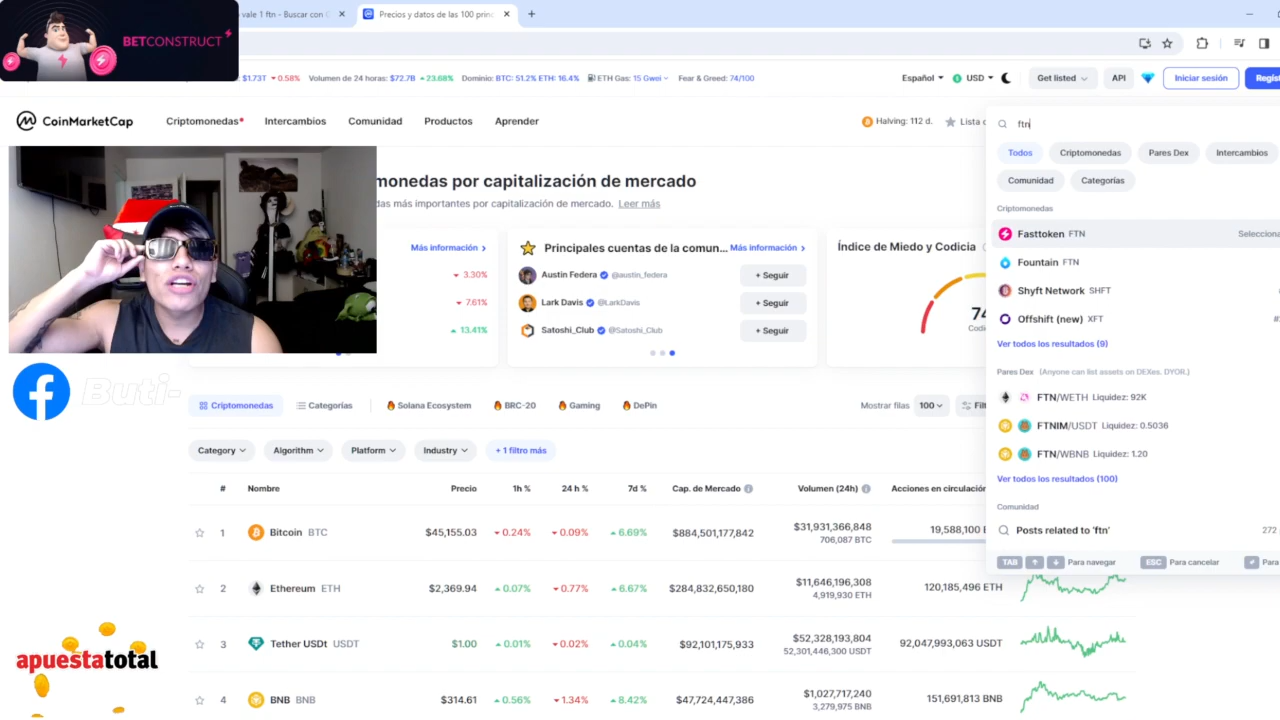 BETCONSTRUCT
vale 1 ftn - Buscar con G
Precios y datos de las 100 princ
$1.73T 0.58% Volumen de 24 horas: $72.7B 23.68% Dominio: BTC: 51.2% ETH: 16.4% ETH Gas: 15 Gwei Fear & Greed: 74/100
Español USD Get listed API Iniciar sesión Regis
CoinMarketCap Criptomonedas Intercambios Comunidad Productos Aprender Halving: 112 d. Lista d
ftn
Todos Criptomonedas Pares Dex Intercambios
Comunidad Categorías
Criptomonedas
Fasttoken FTN Selecciona
Fountain FTN
Shyft Network SHFT
Offshift (new) XFT
Ver todos los resultados (9)
Pares Dex (Anyone can list assets on DEXes. DYOR.)
FTN/WETH Liquidez: 92K
FTNIM/USDT Liquidez: 0.5036
FTN/WBNB Liquidez: 1.20
Ver todos los resultados (100)
Comunidad
Posts related to 'ftn' 272
TAB Para navegar ESC Para cancelar Para
monedas por capitalización de mercado
das más importantes por capitalización de mercado. Leer más
Más información
3.30%
7.61%
13.41%
Principales cuentas de la comun... Más información
Austin Federa @austin_federa + Seguir
Lark Davis @LarkDavis + Seguir
Satoshi_Club @Satoshi_Club + Seguir
Índice de Miedo y Codicia
74
Codi
Buti-
Criptomonedas Categorías Solana Ecosystem BRC-20 Gaming DePin Mostrar filas 100 Filt
Category Algorithm Platform Industry + 1 filtro más
# Nombre Precio 1h % 24 h % 7d % Cap. de Mercado Volumen (24h) Acciones en circulación
1 Bitcoin BTC $45,155.03 0.24% 0.09% 6.69% $884,501,177,842 $31,931,366,848 19,588,100 B
706,087 BTC
2 Ethereum ETH $2,369.94 0.07% 0.77% 6.67% $284,832,650,180 $11,646,196,308 120,185,496 ETH
4,919,930 ETH
3 Tether USDt USDT $1.00 0.01% 0.02% 0.04% $92,101,175,933 $52,328,193,804 92,047,993,063 USDT
52,301,446,300 USDT
4 BNB BNB $314.61 0.56% 1.34% 8.42% $47,724,447,386 $1,027,717,240 151,691,813 BNB
3,279,975 BNB
apuestatotal